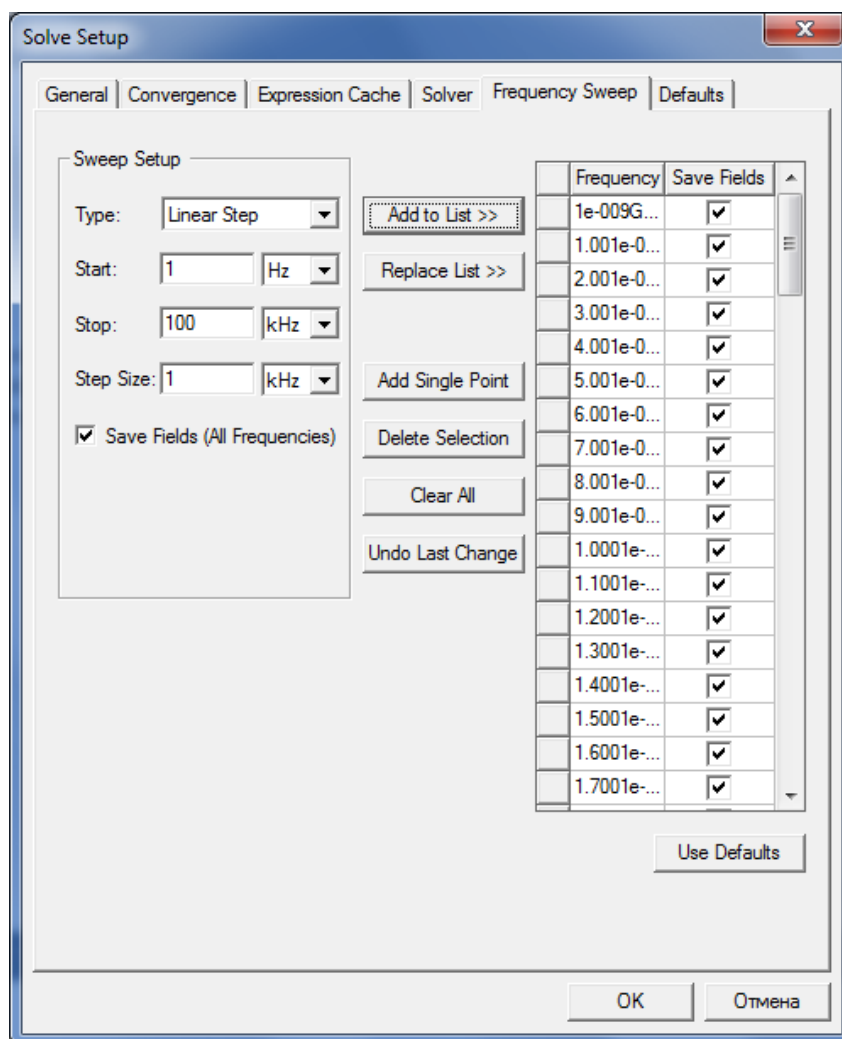 Solve Setup
General Convergence Expression Cache Solver Frequency Sweep Defaults
Sweep Setup
Type: Linear Step
Start: 1 Hz
Stop: 100 kHz
Step Size: 1 kHz
Save Fields (All Frequencies)
Add to List >>
Replace List >>
Add Single Point
Delete Selection
Clear All
Undo Last Change
Frequency Save Fields
1e-009G...
1.001e-0...
2.001e-0...
3.001e-0...
4.001e-0...
5.001e-0...
6.001e-0...
7.001e-0...
8.001e-0...
9.001e-0...
1.0001e-...
1.1001e-...
1.2001e-...
1.3001e-...
1.4001e-...
1.5001e-...
1.6001e-...
1.7001e-...
Use Defaults
OK Отмена